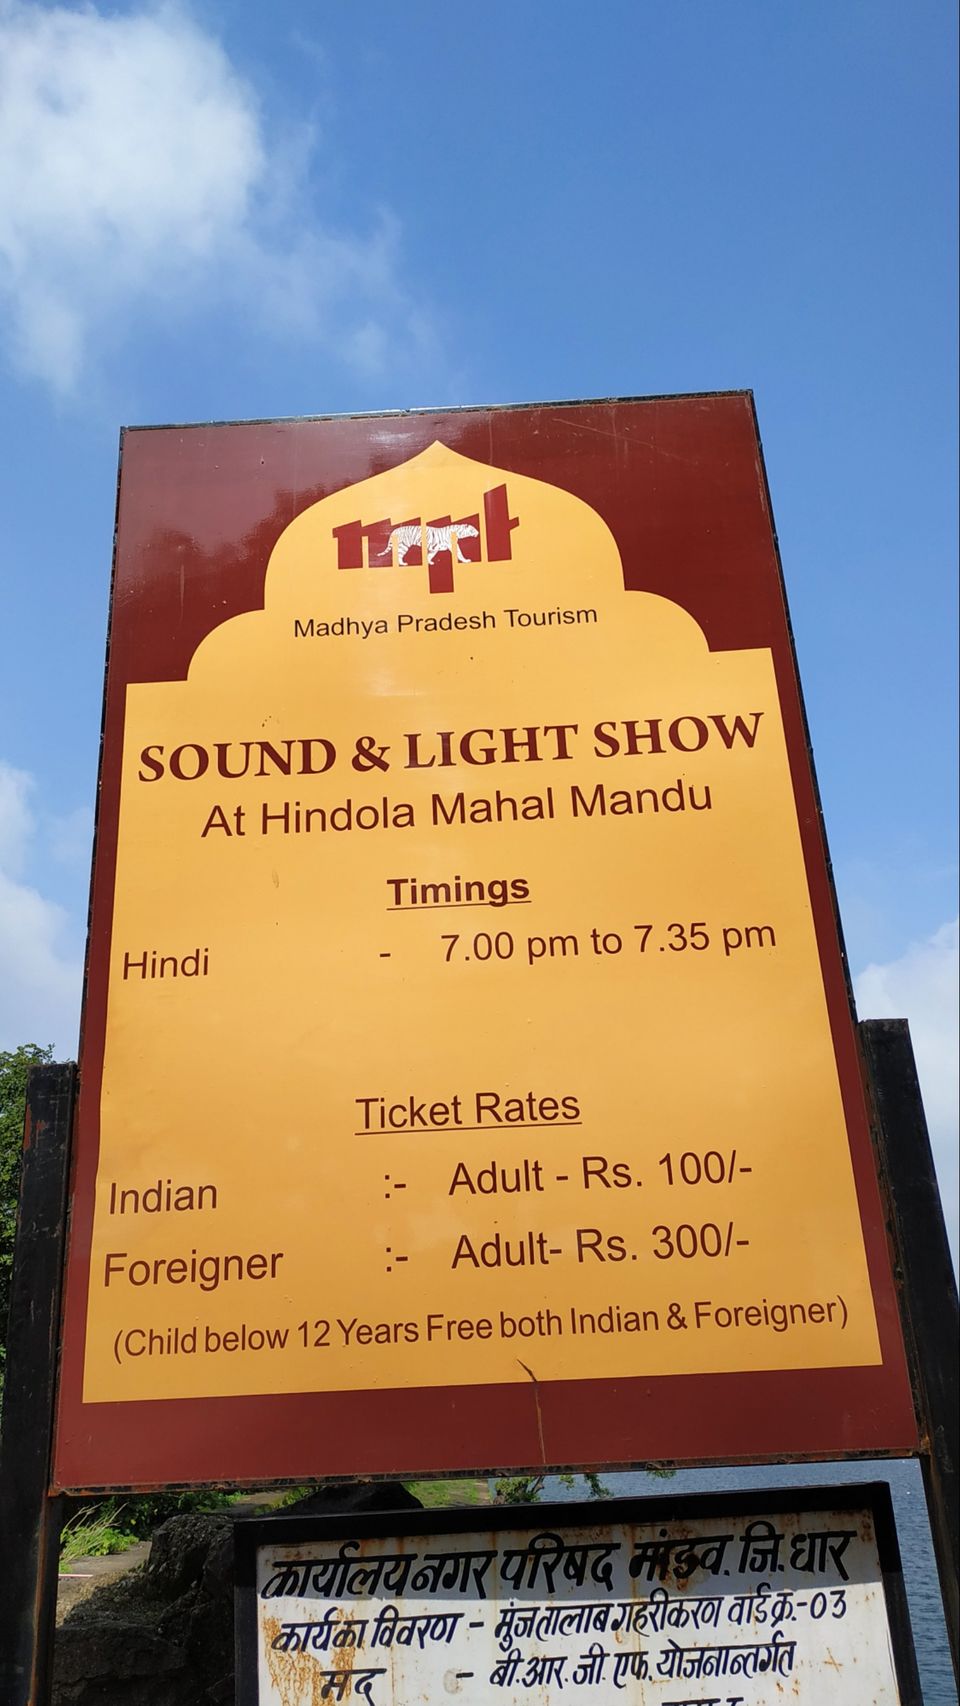 mpt
Madhya Pradesh Tourism
SOUND & LIGHT SHOW
At Hindola Mahal Mandu
Timings
Hindi - 7.00 pm to 7.35 pm
Ticket Rates
Indian :- Adult - Rs. 100/-
Foreigner :- Adult- Rs. 300/-
(Child below 12 Years Free both Indian & Foreigner)
कार्यालय नगर परिषद मांडव. जि. धार
कार्य का विवरण - मुंजतालाब गहरीकरण वार्ड क्र.-03
मद - बी.आर.जी.एफ. योजनान्तर्गत